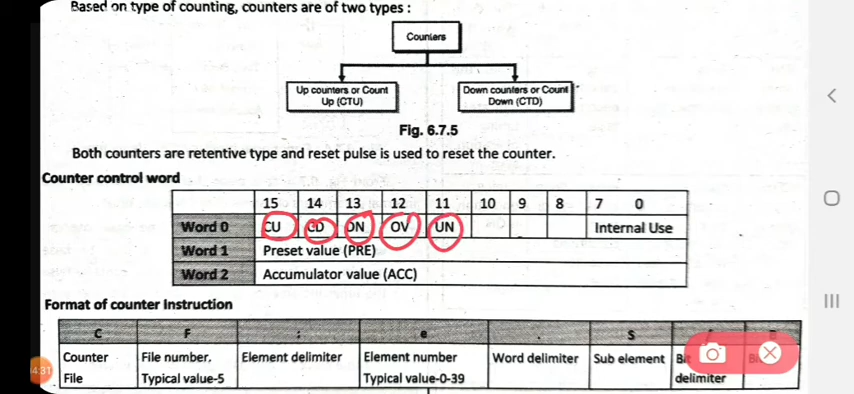 Based on type of counting, counters are of two types :
Counters
Up counters or Count
Up (CTU)
Down counters or Count
Down (CTD)
Fig. 6.7.5
Both counters are retentive type and reset pulse is used to reset the counter.
Counter control word
15 14 13 12 11 10 9 8 7 0
Word 0 CU CD DN OV UN Internal Use
Word 1 Preset value (PRE)
Word 2 Accumulator value (ACC)
Format of counter Instruction
C F : e . S
Counter File
File number, Typical value-5
Element delimiter
Element number Typical value-0-39
Word delimiter
Sub element
delimiter
4:31